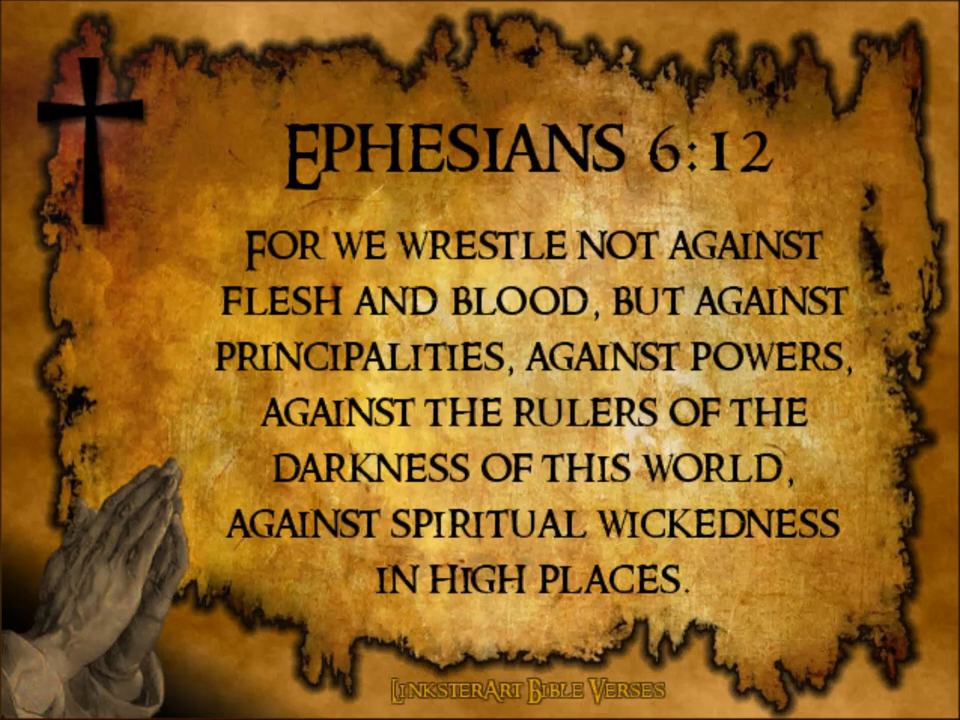 Ephesians 6:12
For we wrestle not against
flesh and blood, but against
principalities, against powers,
against the rulers of the
darkness of this world,
against spiritual wickedness
in high places.
LinksterArt Bible Verses